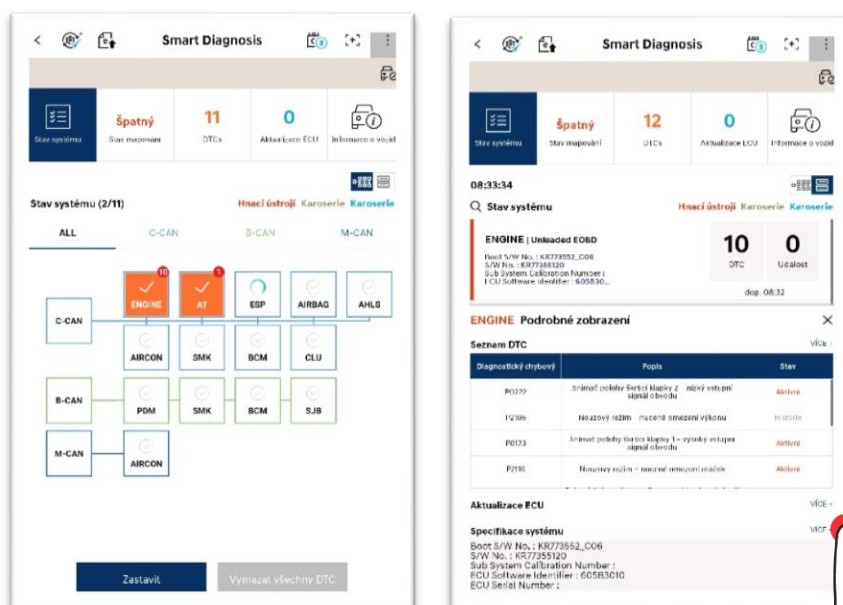 Smart Diagnosis
Stav systému
Špatný
Stav mapování
11
DTCs
0
Aktualizace ECU
Informace o vozid
Stav systému (2/11)
Hnací ústrojí Karoserie Karoserie
ALL
C-CAN
B-CAN
M-CAN
C-CAN
ENGINE
10
AT
1
ESP
AIRBAG
AHLS
AIRCON
SMK
BCM
CLU
B-CAN
PDM
SMK
BCM
SJB
M-CAN
AIRCON
Zastavit
Vymazat všechny DTC
Smart Diagnosis
Stav systému
Špatný
Stav mapování
12
DTCs
0
Aktualizace ECU
Informace o vozid
08:33:34
Stav systému
Hnací ústrojí Karoserie Karoserie
ENGINE | Unleaded EOBD
Boot S/W No. : KR773552_C06
S/W No. : KR77355120
Sub System Calibration Number :
ECU Software Identifier : 605B30...
10
DTC
0
Událost
dop. 08:32
ENGINE Podrobné zobrazení
Seznam DTC
VÍCE
Diagnostický chybový
Popis
Stav
P0222
Snímač polohy škrticí klapky 2 – nízký vstupní
signál obvodu
Aktivní
P2106
Nouzový režim – nucené omezení výkonu
Historie
P0123
Snímač polohy škrticí klapky 1 – vysoký vstupní
signál obvodu
Aktivní
P2110
Nouzový režim – nucené omezení otáček
Aktivní
Aktualizace ECU
VÍCE
Specifikace systému
VÍCE
Boot S/W No. : KR773552_C06
S/W No. : KR77355120
Sub System Calibration Number :
ECU Software Identifier : 605B3010
ECU Serial Number :